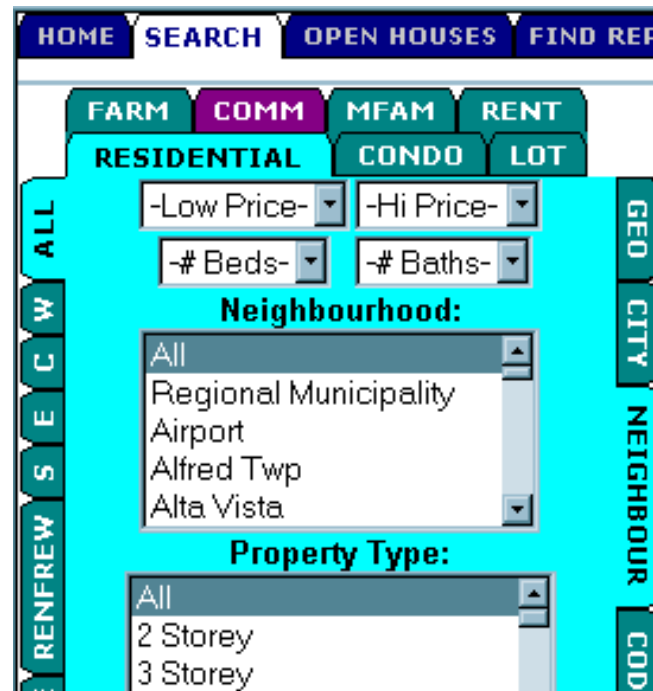 HOME SEARCH OPEN HOUSES FIND
FARM COMM MFAM RENT
RESIDENTIAL CONDO LOT
-Low Price- -Hi Price-
-# Beds- -# Baths-
Neighbourhood:
All
Regional Municipality
Airport
Alfred Twp
Alta Vista
Property Type:
All
2 Storey
3 Storey
ALL
W
C
E
S
RENFREW
GEO
CITY
NEIGHBOUR